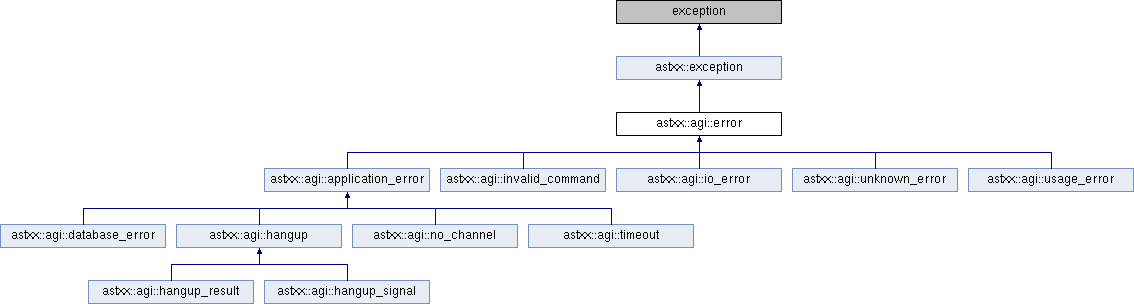 exception
astxx::exception
astxx::agi::error
astxx::agi::application_error
astxx::agi::invalid_command
astxx::agi::io_error
astxx::agi::unknown_error
astxx::agi::usage_error
astxx::agi::database_error
astxx::agi::hangup
astxx::agi::no_channel
astxx::agi::timeout
astxx::agi::hangup_result
astxx::agi::hangup_signal